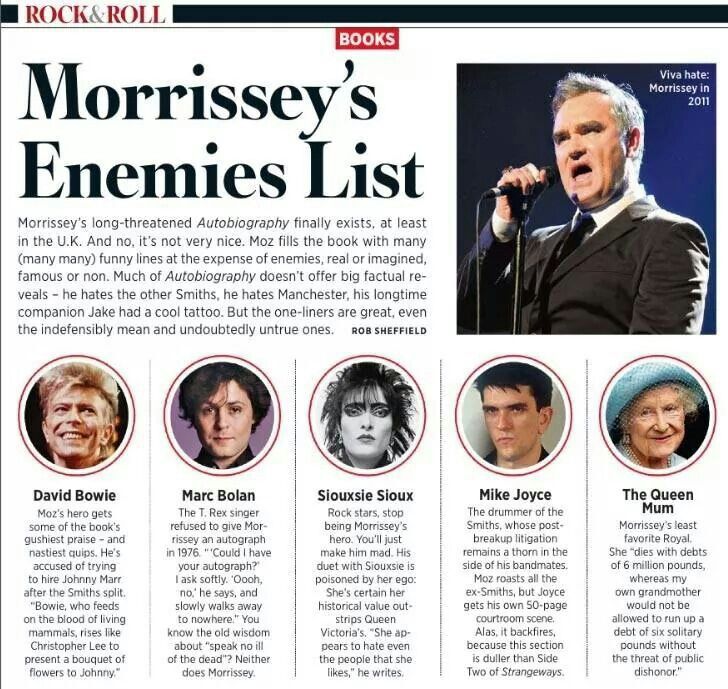 ROCK&ROLL
BOOKS
Morrissey's
Enemies List
Morrissey's long-threatened Autobiography finally exists, at least
in the U.K. And no, it's not very nice. Moz fills the book with many
(many many) funny lines at the expense of enemies, real or imagined,
famous or non. Much of Autobiography doesn't offer big factual re-
veals – he hates the other Smiths, he hates Manchester, his longtime
companion Jake had a cool tattoo. But the one-liners are great, even
the indefensibly mean and undoubtedly untrue ones. ROB SHEFFIELD
Viva hate:
Morrissey in
2011
David Bowie
Moz's hero gets
some of the book's
gushiest praise – and
nastiest quips. He's
accused of trying
to hire Johnny Marr
after the Smiths split.
"Bowie, who feeds
on the blood of living
mammals, rises like
Christopher Lee to
present a bouquet of
flowers to Johnny."
Marc Bolan
The T. Rex singer
refused to give Mor-
rissey an autograph
in 1976. "'Could I have
your autograph?'
I ask softly. 'Oooh,
no,' he says, and
slowly walks away
to nowhere." You
know the old wisdom
about "speak no ill
of the dead"? Neither
does Morrissey.
Siouxsie Sioux
Rock stars, stop
being Morrissey's
hero. You'll just
make him mad. His
duet with Siouxsie is
poisoned by her ego:
She's certain her
historical value out-
strips Queen
Victoria's. "She ap-
pears to hate even
the people that she
likes," he writes.
Mike Joyce
The drummer of the
Smiths, whose post-
breakup litigation
remains a thorn in the
side of his bandmates.
Moz roasts all the
ex-Smiths, but Joyce
gets his own 50-page
courtroom scene.
Alas, it backfires,
because this section
is duller than Side
Two of Strangeways.
The Queen
Mum
Morrissey's least
favorite Royal.
She "dies with debts
of 6 million pounds,
whereas my
own grandmother
would not be
allowed to run up a
debt of six solitary
pounds without
the threat of public
dishonor."